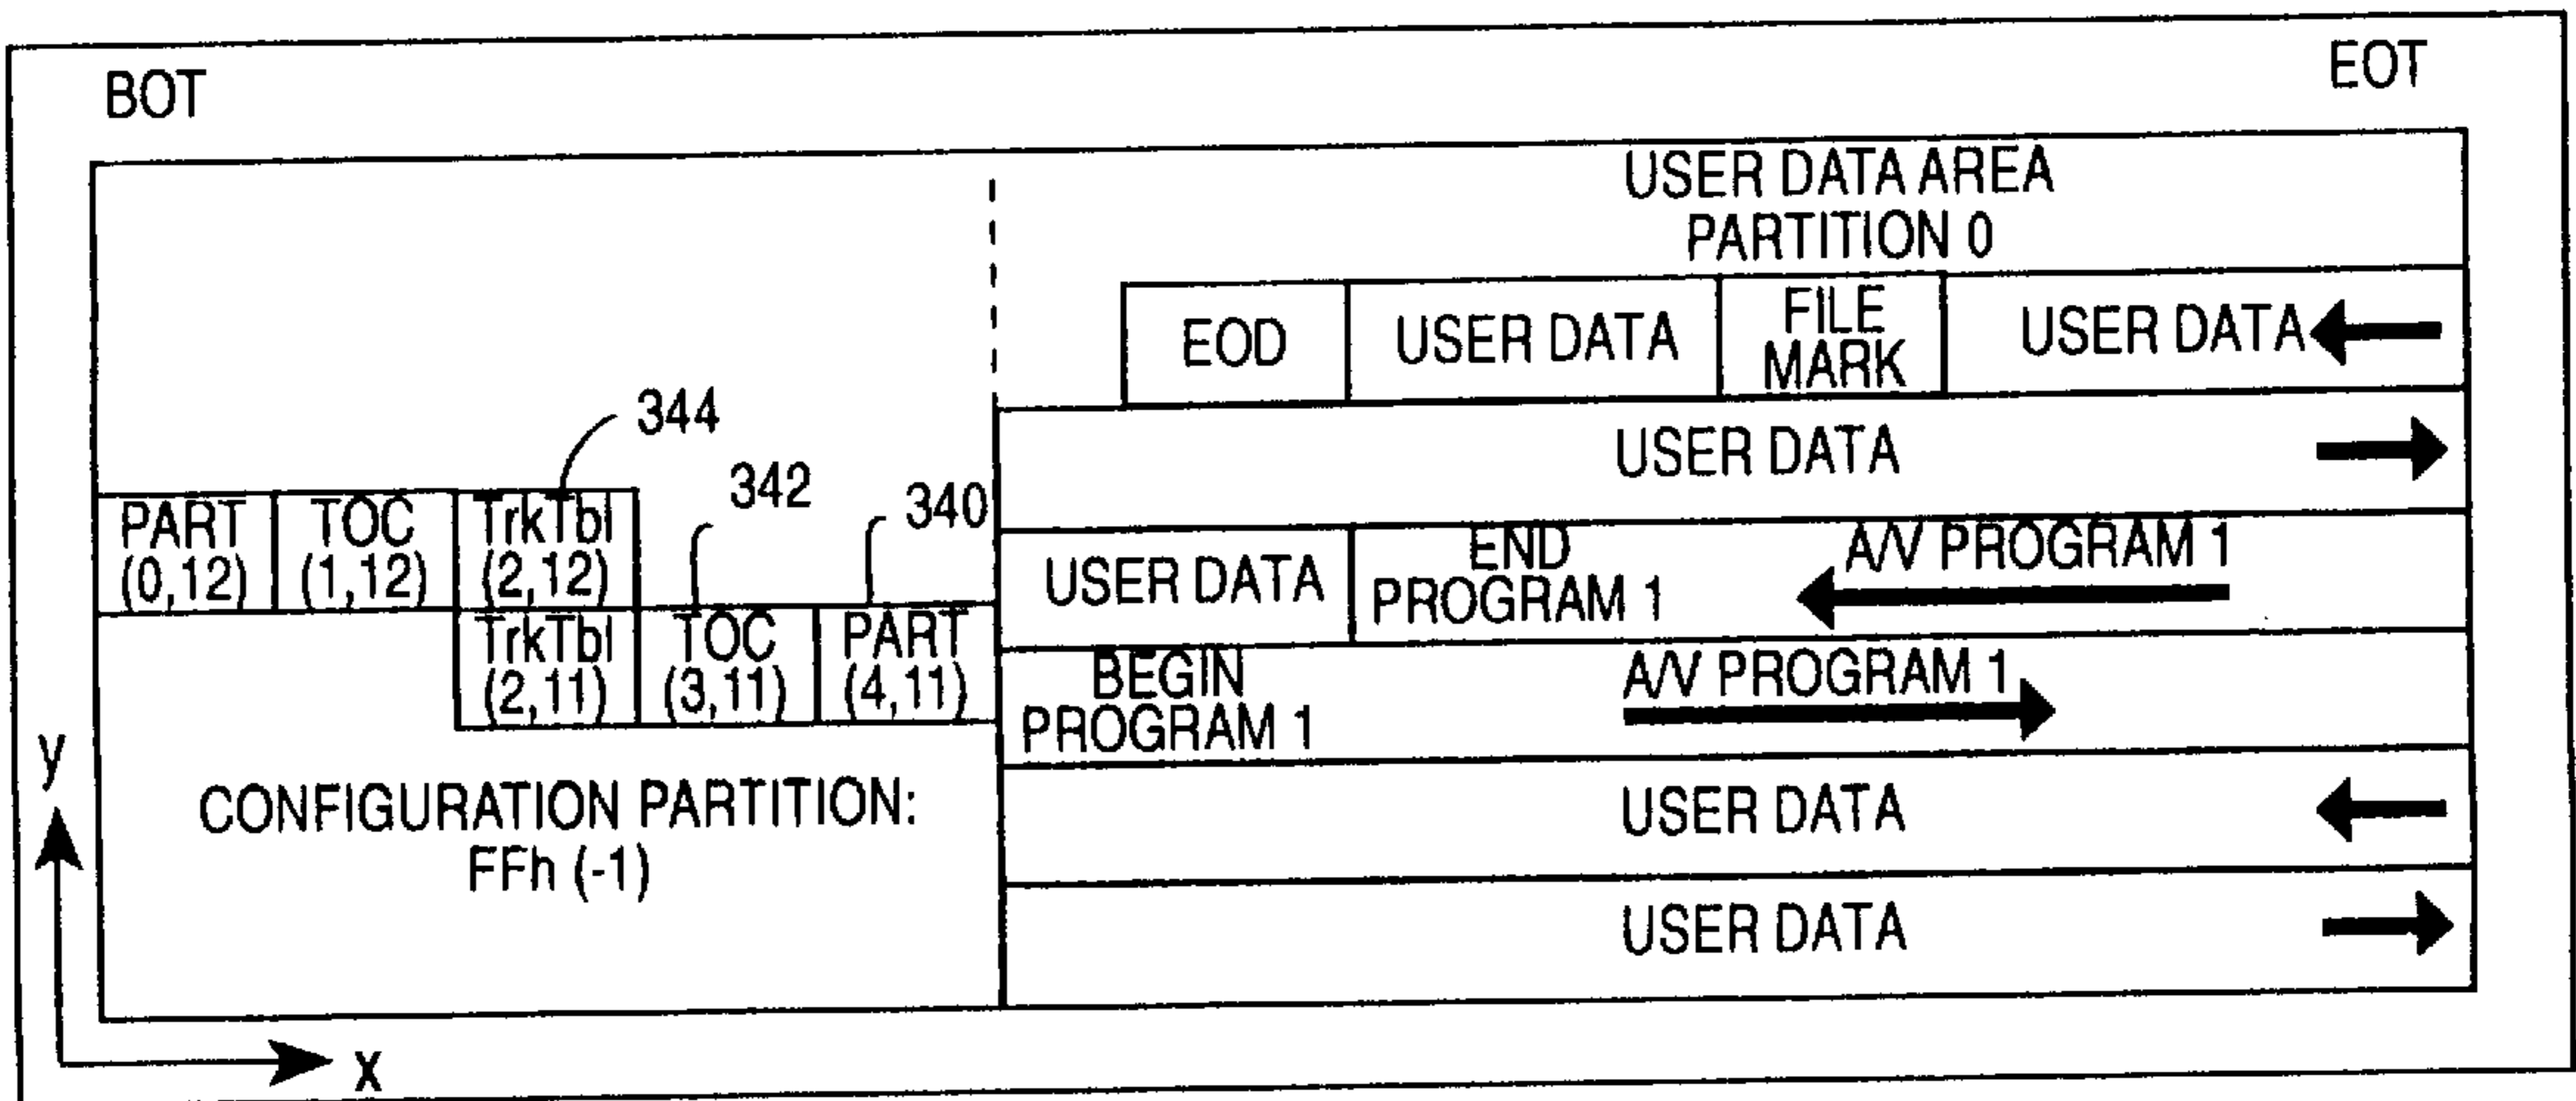 BOT
EOT
USER DATA AREA
PARTITION 0
EOD
USER DATA
FILE
MARK
USER DATA
USER DATA
344
342
340
PART
(0,12)
TOC
(1,12)
TrkTbl
(2,12)
TrkTbl
(2,11)
TOC
(3,11)
PART
(4,11)
USER DATA
END
PROGRAM 1
A/V PROGRAM 1
BEGIN
PROGRAM 1
A/V PROGRAM 1
CONFIGURATION PARTITION:
FFh (-1)
USER DATA
USER DATA
y
x